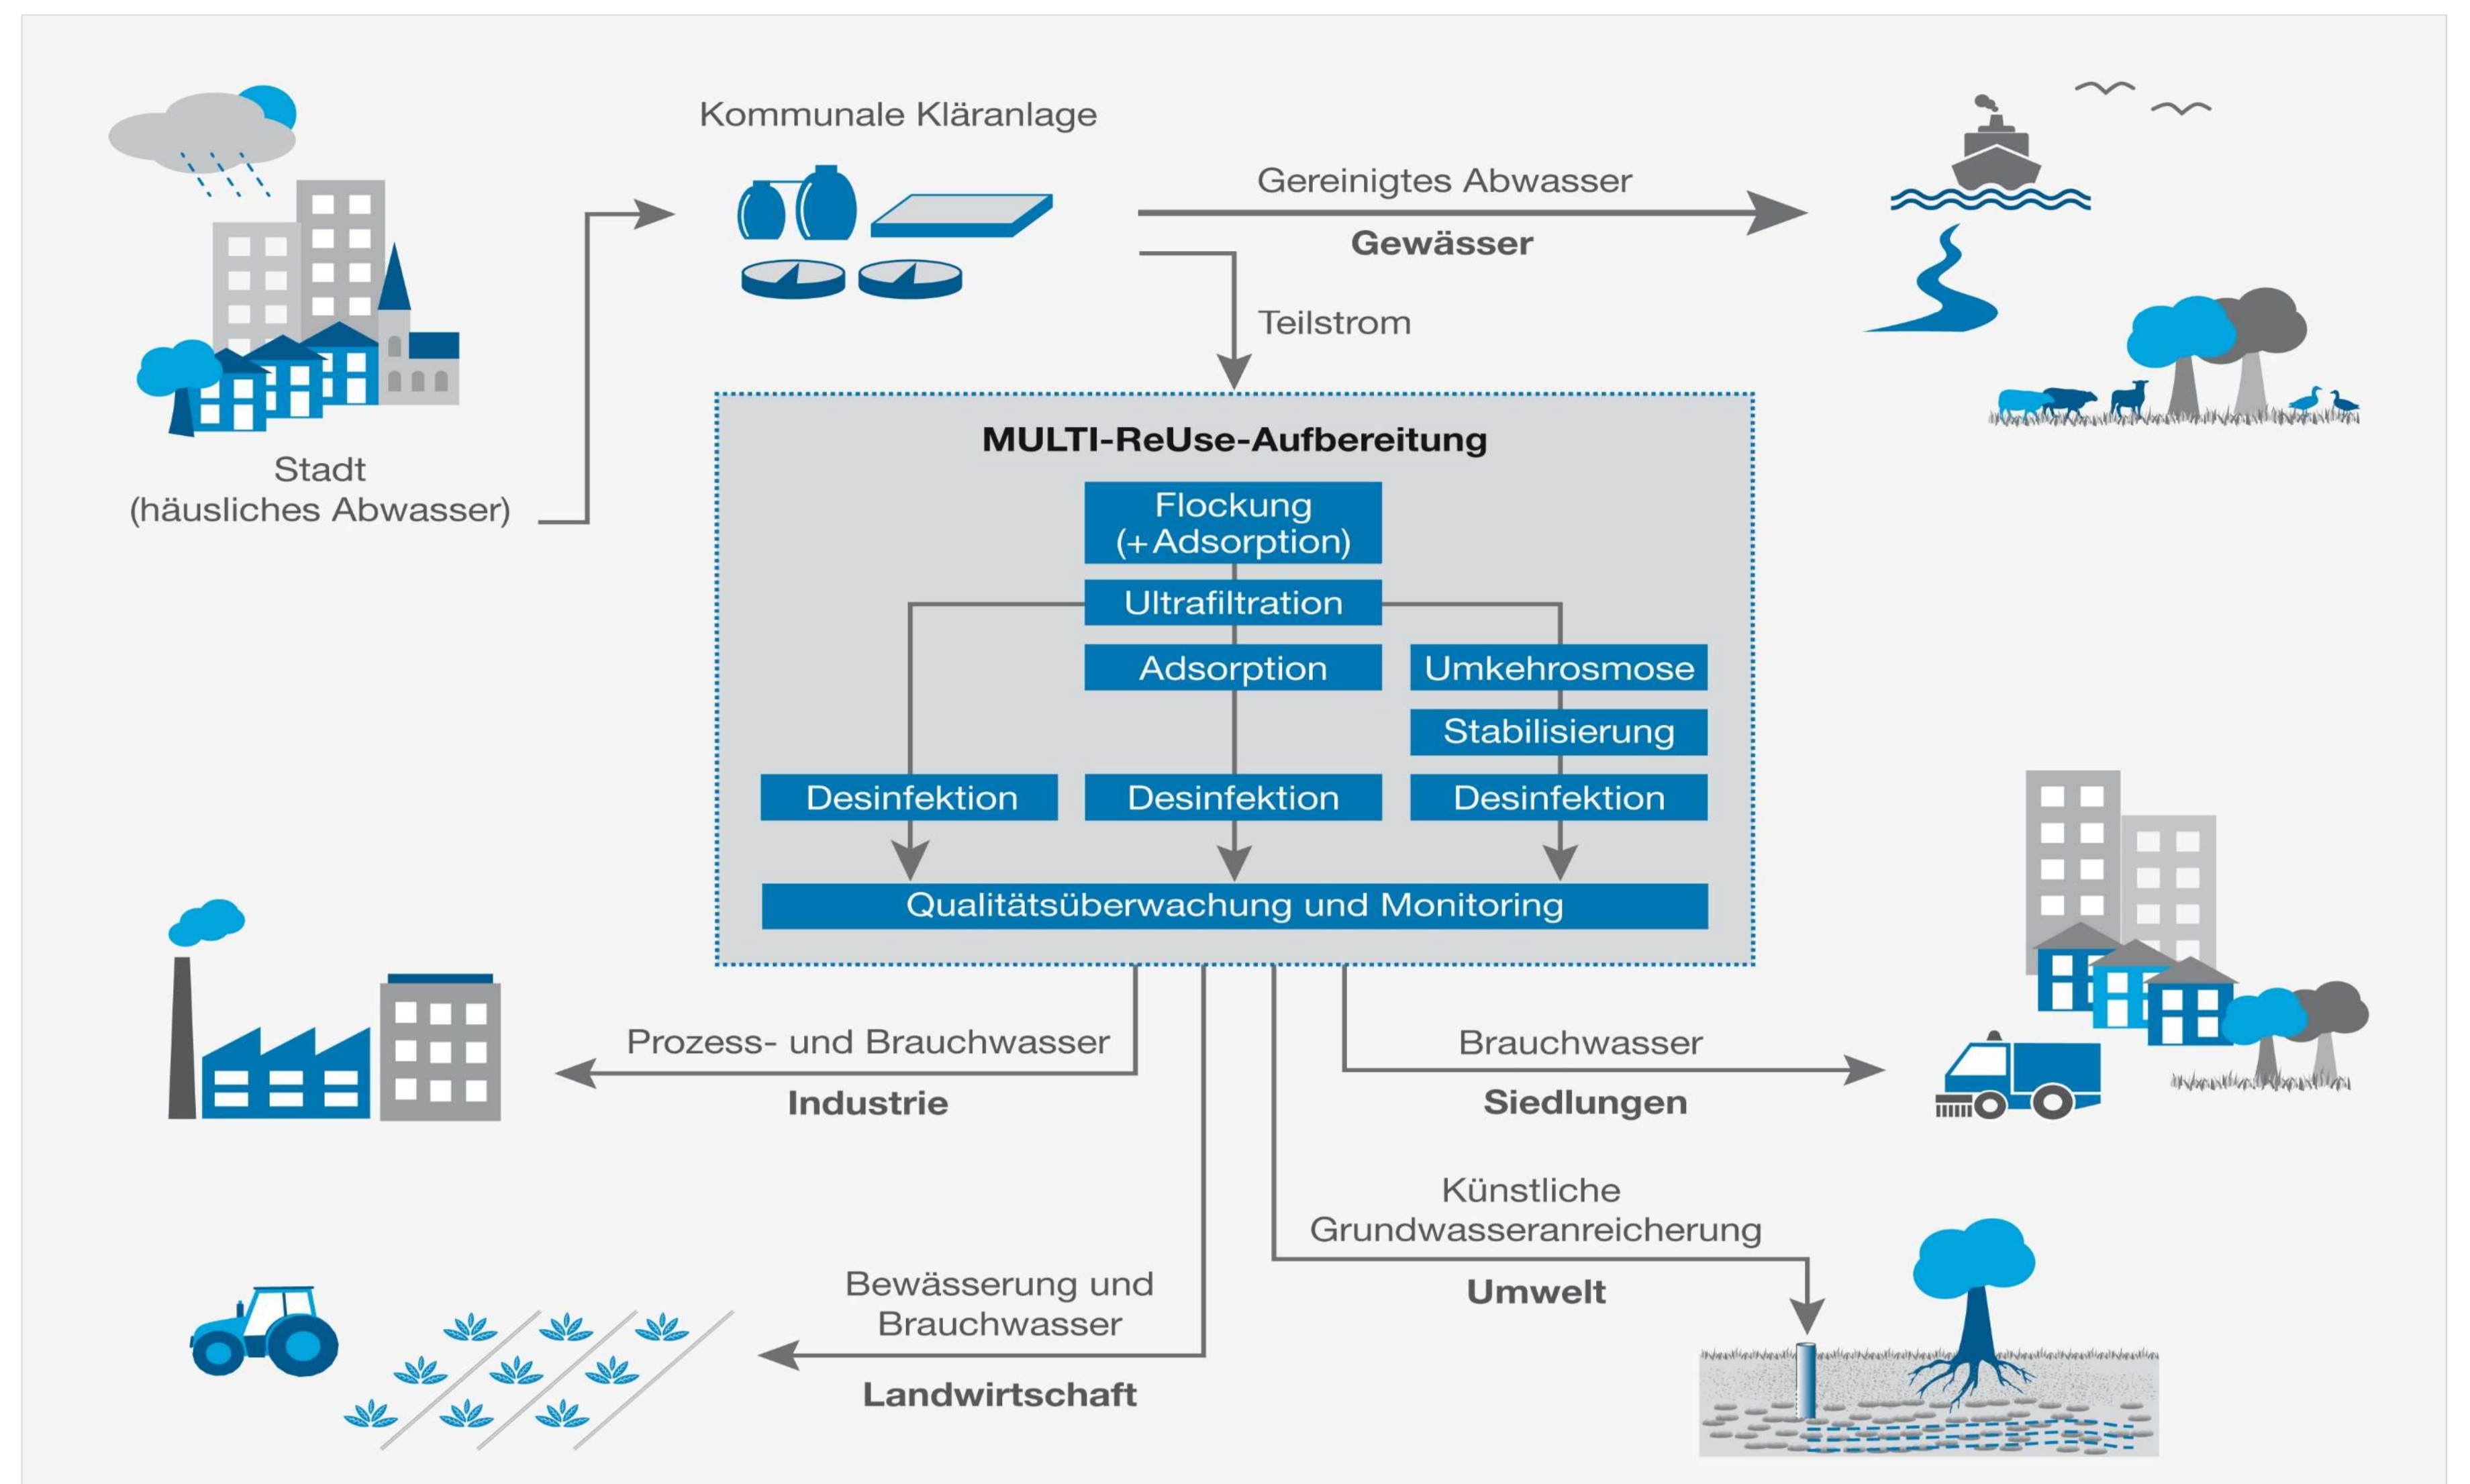 Kommunale Kläranlage
Gereinigtes Abwasser
Gewässer
Teilstrom
Stadt
(häusliches Abwasser)
MULTI-ReUse-Aufbereitung
Flockung
(+ Adsorption)
Ultrafiltration
Adsorption
Umkehrosmose
Stabilisierung
Desinfektion
Desinfektion
Desinfektion
Qualitätsüberwachung und Monitoring
Prozess- und Brauchwasser
Industrie
Brauchwasser
Siedlungen
Künstliche
Grundwasseranreicherung
Umwelt
Bewässerung und
Brauchwasser
Landwirtschaft